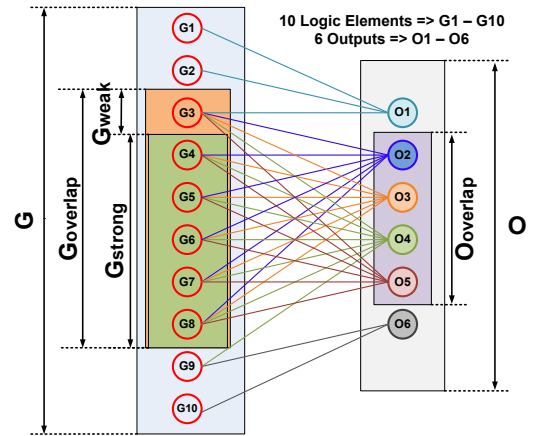 10 Logic Elements => G1 – G10
6 Outputs => O1 – O6
G
Goverlap
Gweak
Gstrong
G1
G2
G3
G4
G5
G6
G7
G8
G9
G10
O1
O2
O3
O4
O5
O6
Ooverlap
O